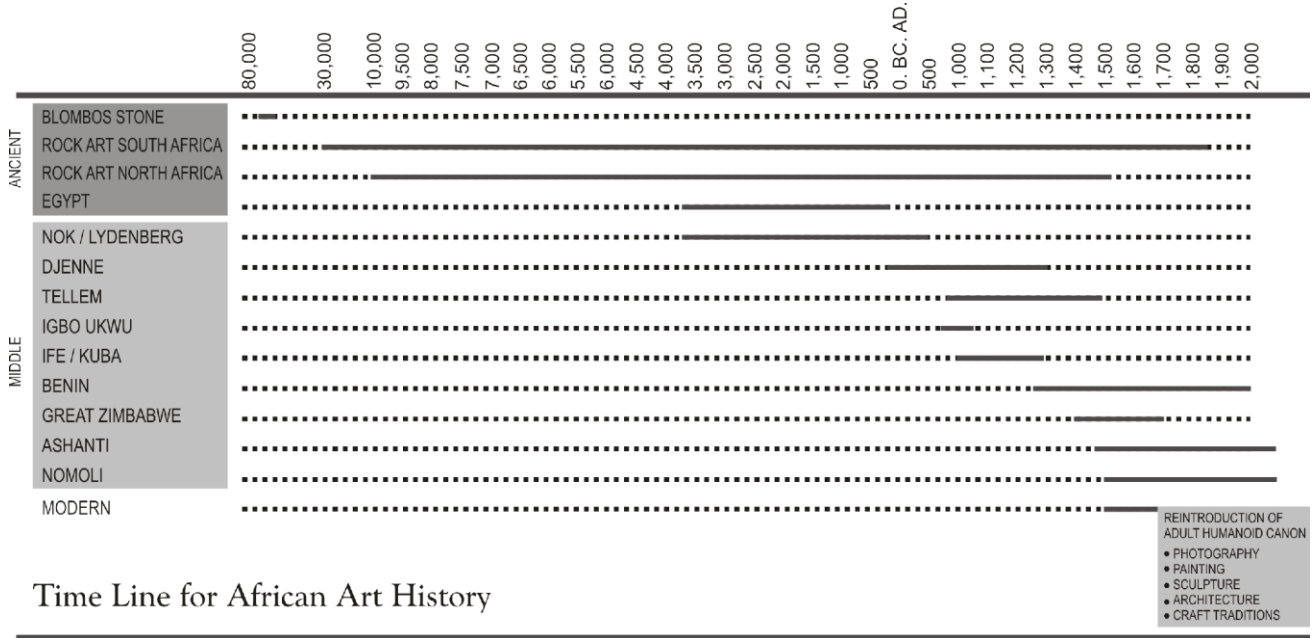 80,000 30,000 10,000 9,500 8,000 7,500 7,000 6,500 6,000 5,500 6,000 4,500 4,000 3,500 3,000 2,500 2,000 1,500 1,000 500 0. BC. AD. 500 1,000 1,100 1,200 1,300 1,400 1,500 1,600 1,700 1,800 1,900 2,000
ANCIENT
BLOMBOS STONE
ROCK ART SOUTH AFRICA
ROCK ART NORTH AFRICA
EGYPT
MIDDLE
NOK / LYDENBERG
DJENNE
TELLEM
IGBO UKWU
IFE / KUBA
BENIN
GREAT ZIMBABWE
ASHANTI
NOMOLI
MODERN
REINTRODUCTION OF
ADULT HUMANOID CANON
• PHOTOGRAPHY
• PAINTING
• SCULPTURE
• ARCHITECTURE
• CRAFT TRADITIONS
Time Line for African Art History